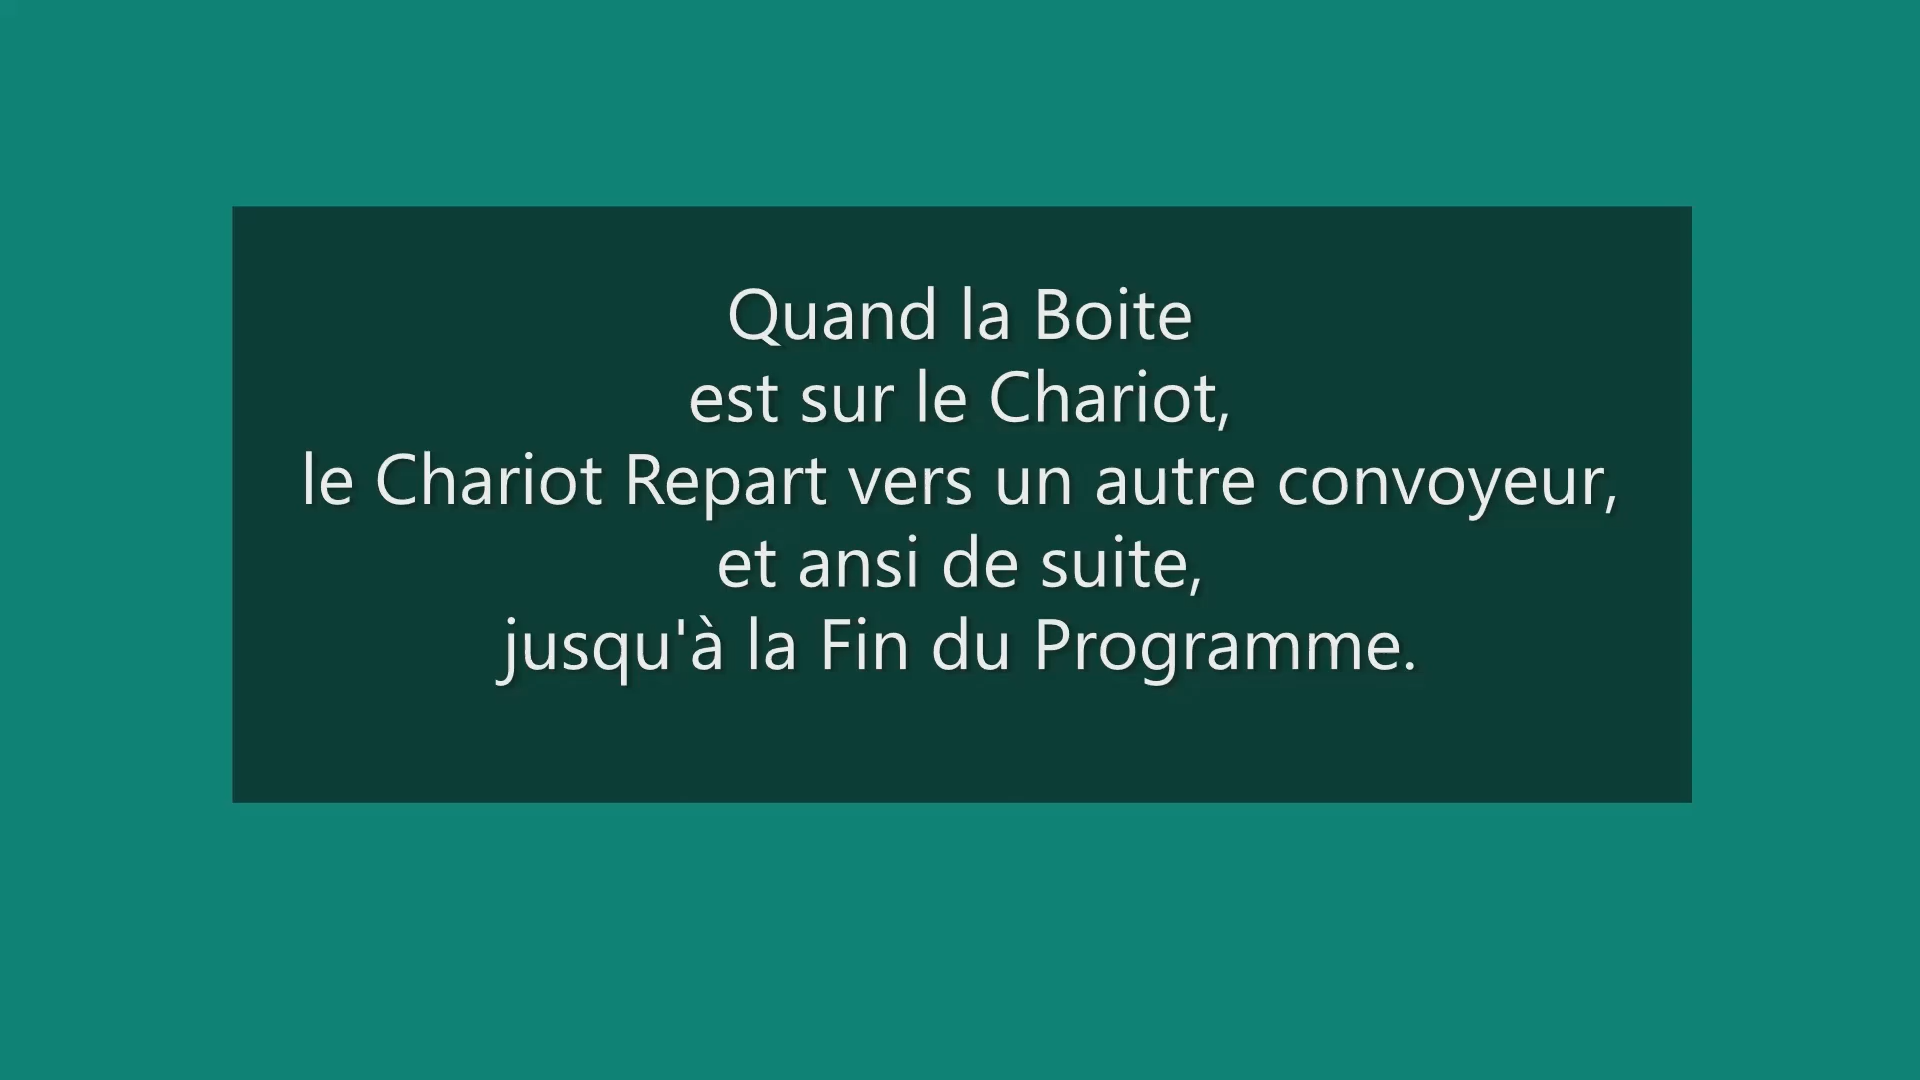 Quand la Boite
est sur le Chariot,
le Chariot Repart vers un autre convoyeur,
et ansi de suite,
jusqu'à la Fin du Programme.